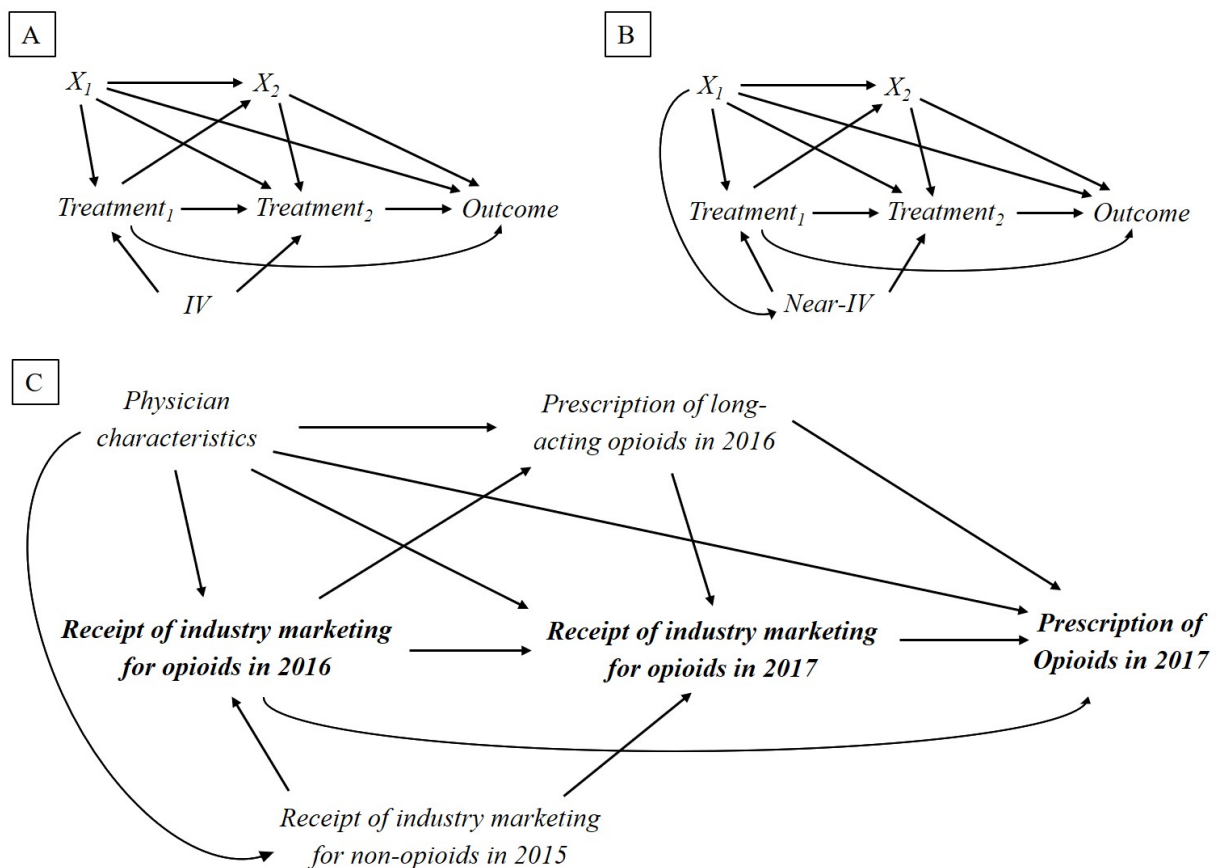 A
X1
X2
Treatment1
Treatment2
Outcome
IV
B
X1
X2
Treatment1
Treatment2
Outcome
Near-IV
C
Physician
characteristics
Prescription of long-
acting opioids in 2016
Receipt of industry marketing
for opioids in 2016
Receipt of industry marketing
for opioids in 2017
Prescription of
Opioids in 2017
Receipt of industry marketing
for non-opioids in 2015